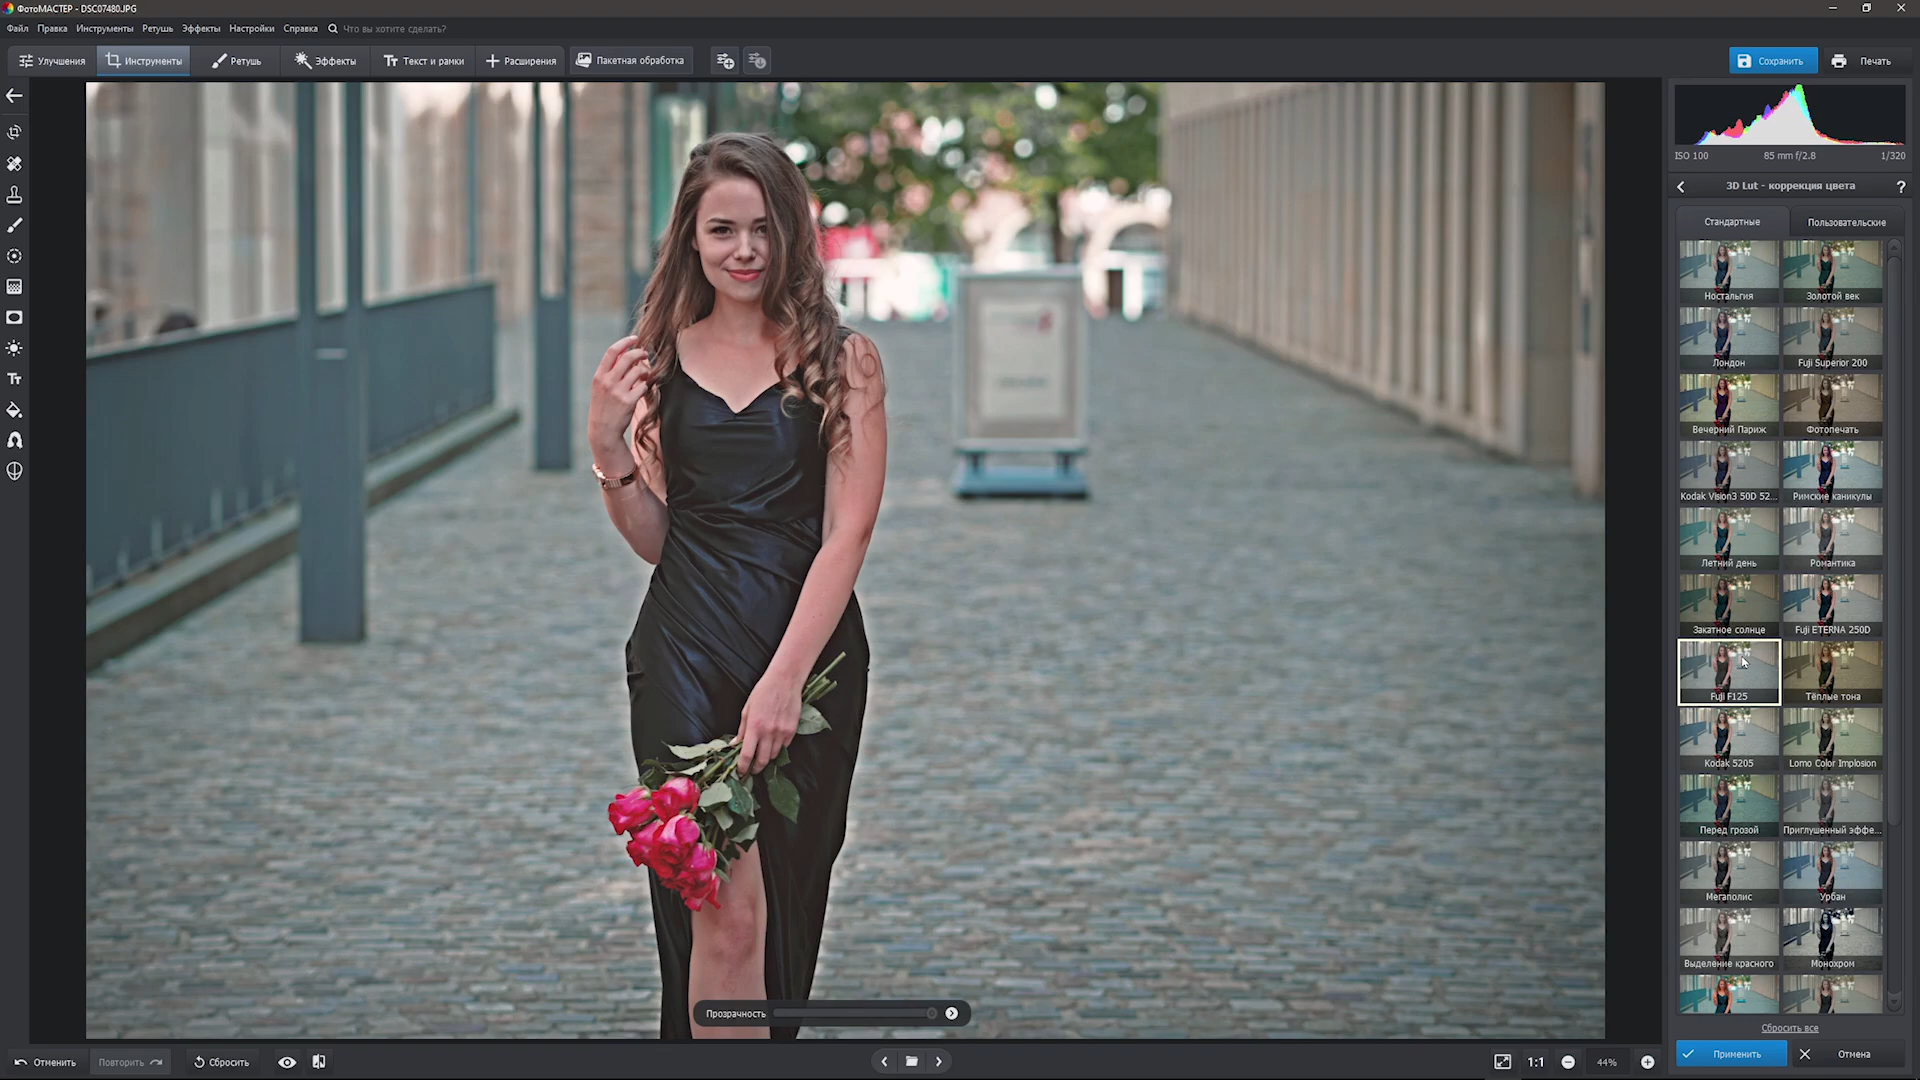 ФотоМАСТЕР - DSC07480.JPG
Файл Правка Инструменты Ретушь Эффекты Настройки Справка Что вы хотите сделать?
Улучшения Инструменты Ретушь Эффекты Текст и рамки Расширения Пакетная обработка Сохранить Печать
ISO 100 85 mm f/2.8 1/320
3D Lut - коррекция цвета ?
Стандартные Пользовательские
Ностальгия Золотой век
Лондон Fuji Superior 200
Вечерний Париж Фотопечать
Kodak Vision3 50D 52... Римские каникулы
Летний день Романтика
Закатное солнце Fuji ETERNA 250D
Fuji F125 Тёплые тона
Kodak 5205 Lomo Color Implosion
Перед грозой Приглушенный эффе...
Мегаполис Урбан
Выделение красного Монохром
Прозрачность
Сбросить все
Отменить Повторить Сбросить 1:1 44% Применить Отмена